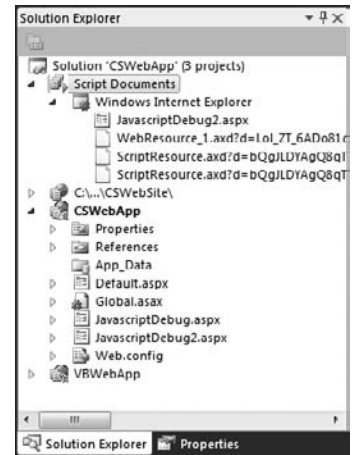 Solution Explorer
Solution 'CSWebApp' (3 projects)
Script Documents
Windows Internet Explorer
JavascriptDebug2.aspx
WebResource_1.axd?d=LoI_ZT_6ADo81c
ScriptResource.axd?d=bQgJLDYAgQ8qT
ScriptResource.axd?d=bQgJLDYAgQ8qT
C:\...\CSWebSite\
CSWebApp
Properties
References
App_Data
Default.aspx
Global.asax
JavascriptDebug.aspx
JavascriptDebug2.aspx
Web.config
VBWebApp
Solution Explorer Properties